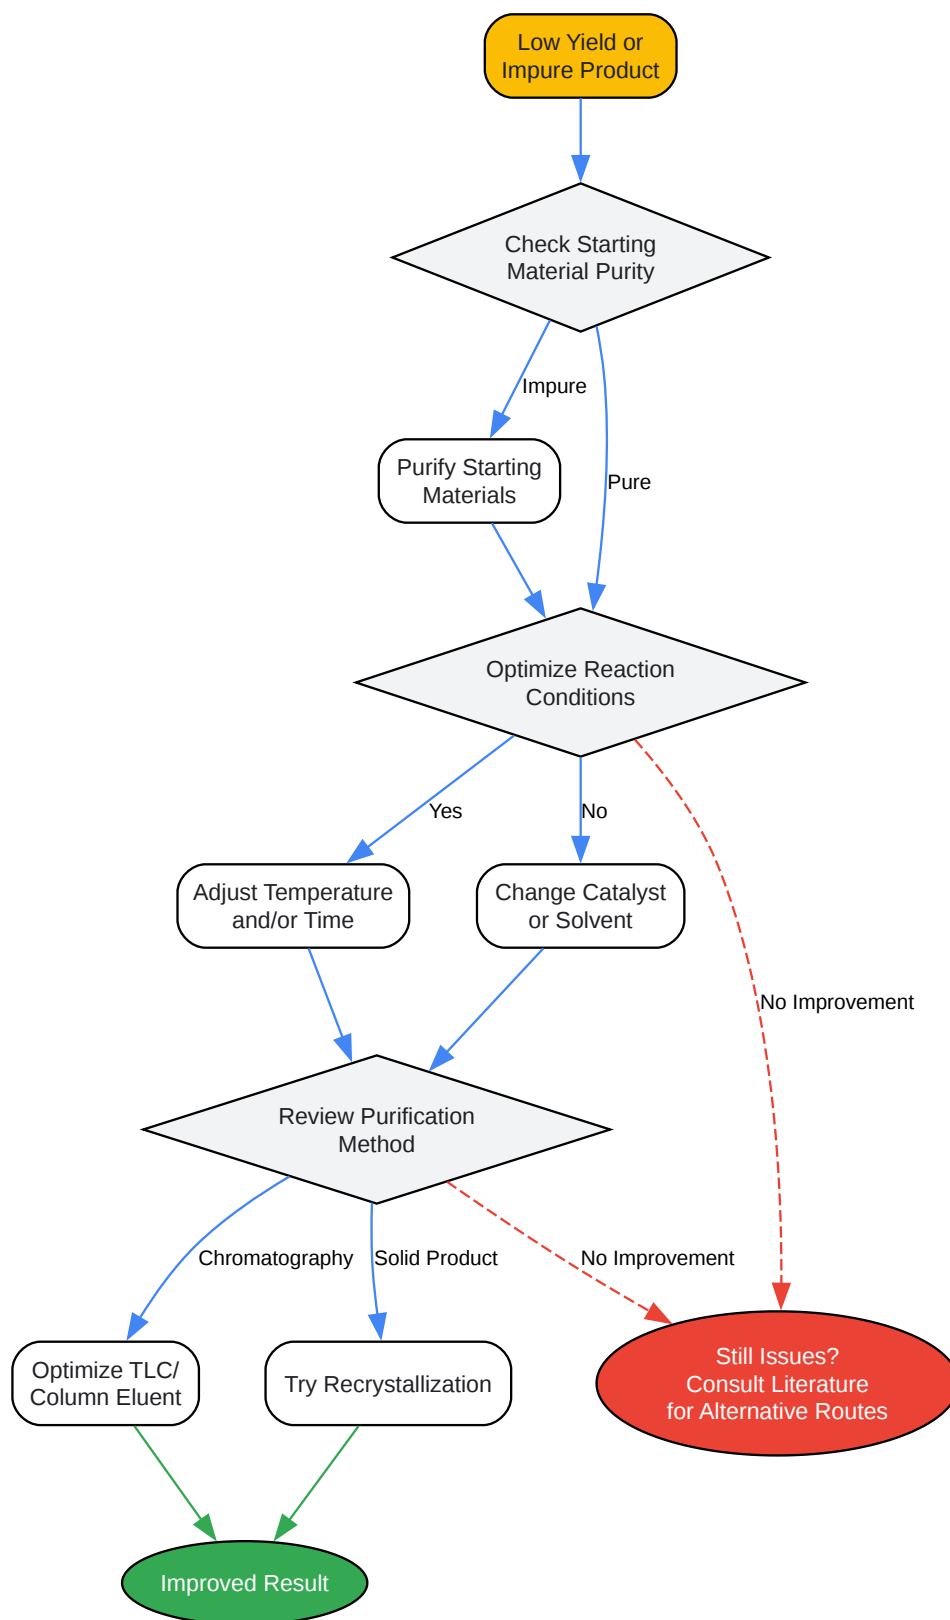 Low Yield or
Impure Product
Check Starting
Material Purity
Impure
Purify Starting
Materials
Pure
Optimize Reaction
Conditions
Yes
No
Adjust Temperature
and/or Time
Change Catalyst
or Solvent
No Improvement
Review Purification
Method
Chromatography
Solid Product
No Improvement
Optimize TLC/
Column Eluent
Try Recrystallization
Still Issues?
Consult Literature
for Alternative Routes
Improved Result